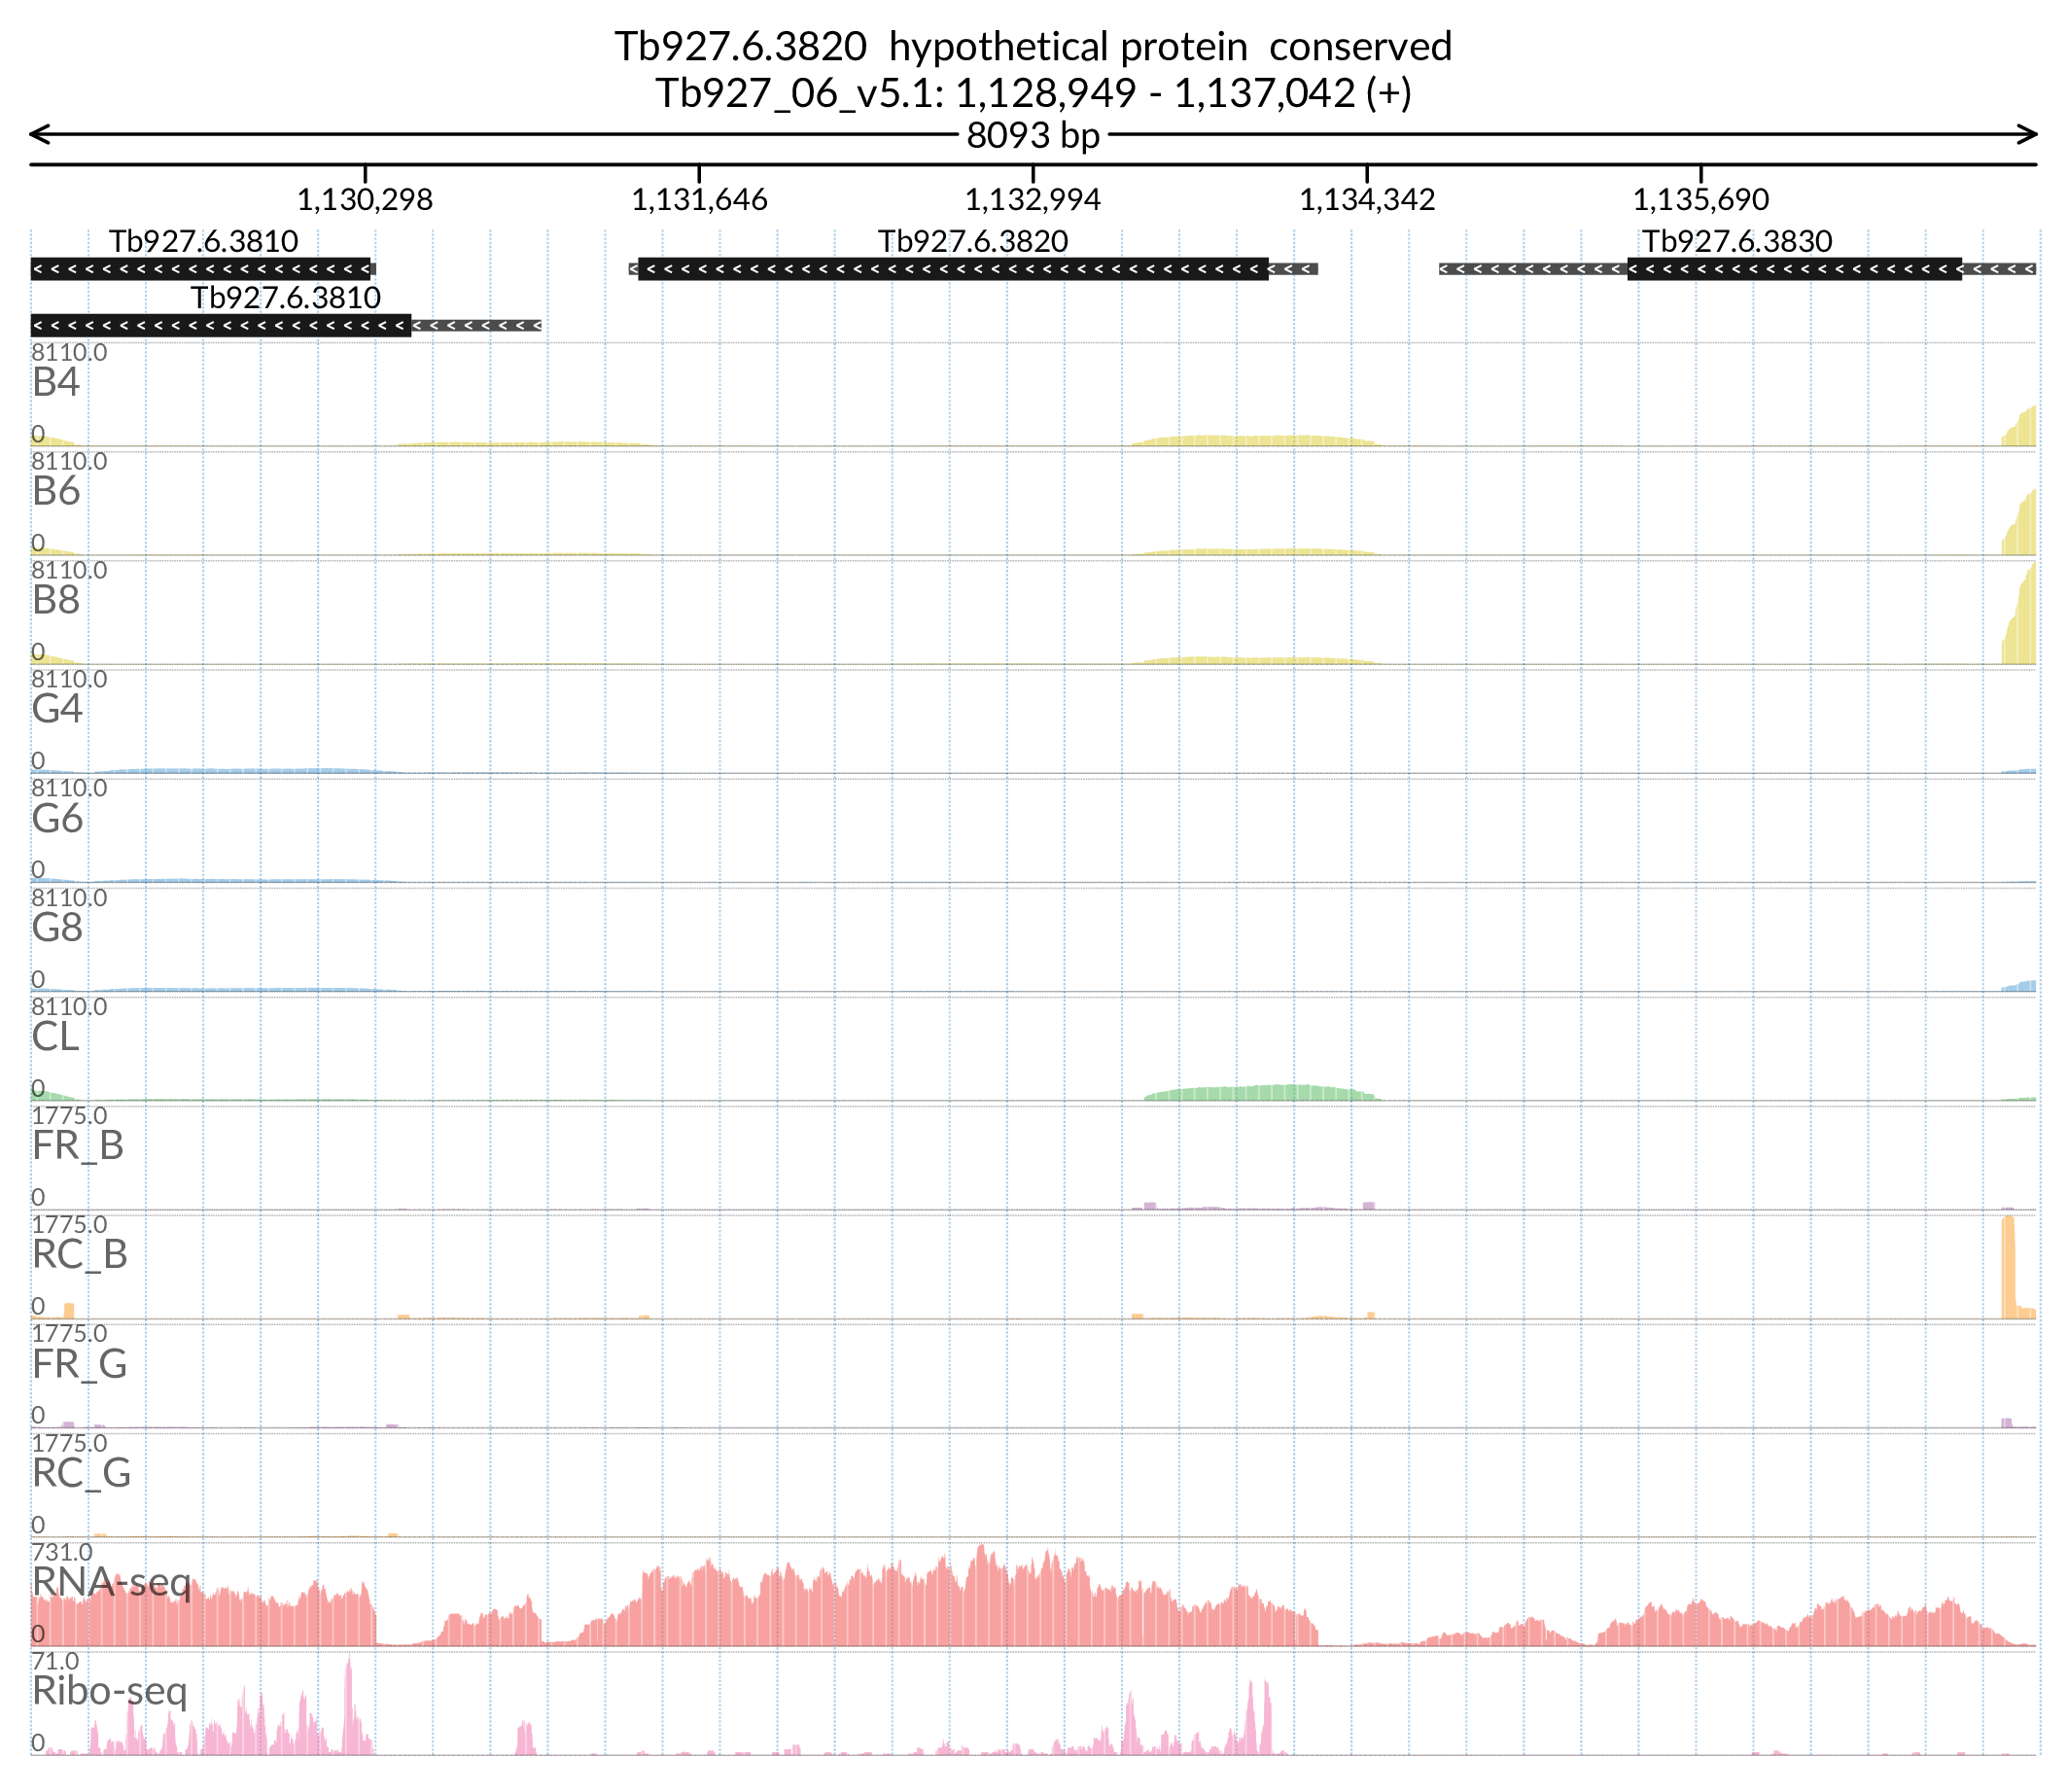 Tb927.6.3820  hypothetical protein  conserved
Tb927_06_v5.1: 1,128,949 - 1,137,042 (+)
8093 bp
1,130,298 1,131,646 1,132,994 1,134,342 1,135,690
Tb927.6.3810 Tb927.6.3820 Tb927.6.3830
Tb927.6.3810
8110.0
B4
0
8110.0
B6
0
8110.0
B8
0
8110.0
G4
0
8110.0
G6
0
8110.0
G8
0
8110.0
CL
0
1775.0
FR_B
0
1775.0
RC_B
0
1775.0
FR_G
0
1775.0
RC_G
0
731.0
RNA-seq
0
71.0
Ribo-seq
0